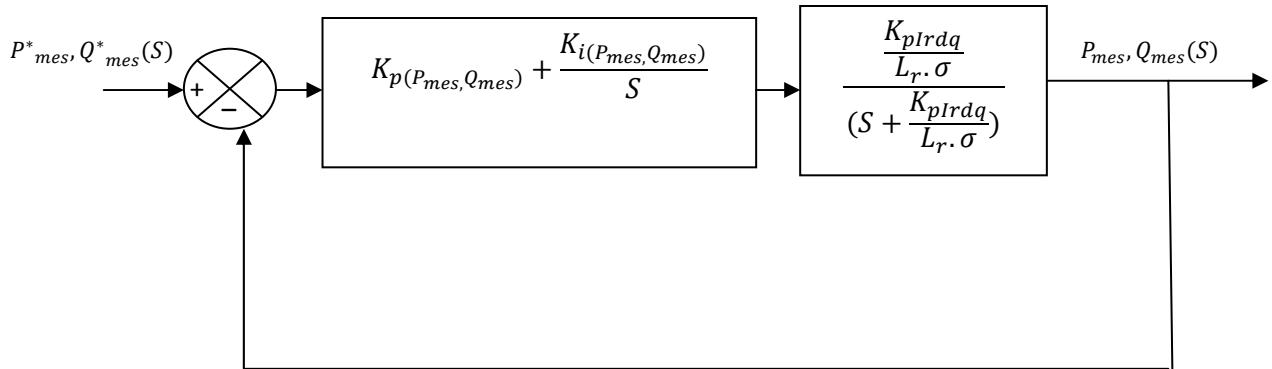 P*mes, Q*mes(S)
+
−
Kp(Pmes,Qmes) + Ki(Pmes,Qmes)/S
KpIrdq/Lr.σ
(S + KpIrdq/Lr.σ)
Pmes, Qmes(S)